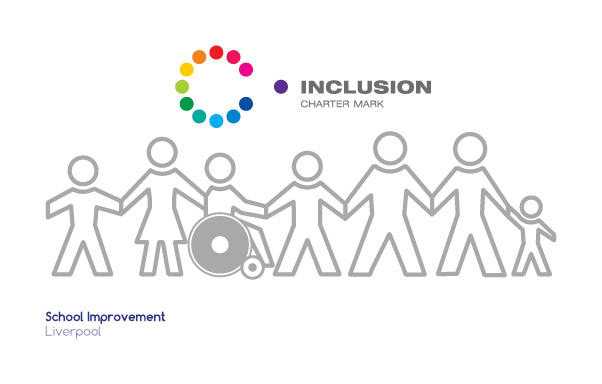 INCLUSION
CHARTER MARK
School Improvement
Liverpool